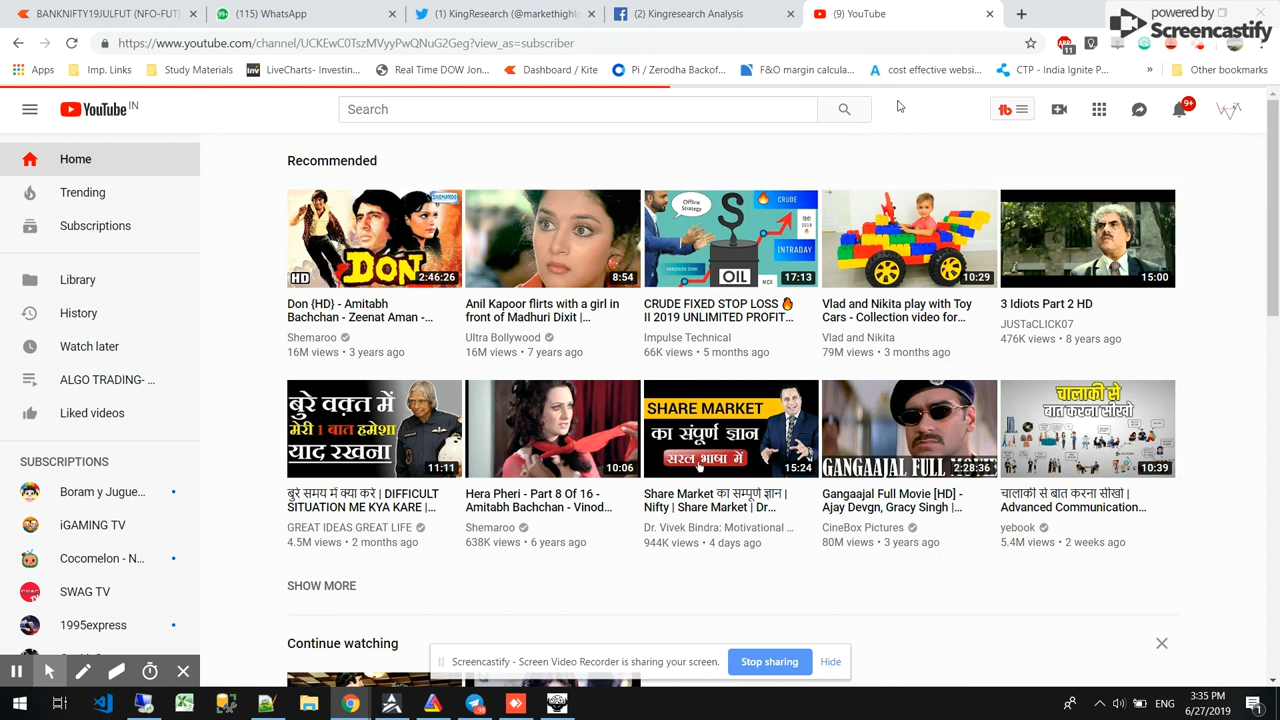 BANKNIFTY19JULFUT (NFO-FUT)
(115) WhatsApp
(1) KingResearch (@markethighl
(2) Kingresearch Analysis
(9) YouTube
powered by
Screencastify
11
Apps
Imp. Links
Study Materials
Inv
LiveCharts- Investin...
Real Time DOW Jon...
Dashboard / Kite
Pi / Zerodha Backof...
F&O margin calcula...
cost effective websi...
CTP - India Ignite P...
»
Other bookmarks
YouTube IN
Search
9+
Home
Trending
Subscriptions
Library
History
Watch later
ALGO TRADING- ...
Liked videos
SUBSCRIPTIONS
Boram y Jugue...
iGAMING TV
Cocomelon - N...
SWAG TV
1995express
Recommended
SHEMAROO
DON
HD
2:46:26
8:54
Offline
Strategy
CRUDE
INTRADAY
OIL
MCX
17:13
10:29
15:00
Don {HD} - Amitabh
Bachchan - Zeenat Aman -...
Shemaroo
16M views • 3 years ago
Anil Kapoor flirts with a girl in
front of Madhuri Dixit |...
Ultra Bollywood
16M views • 7 years ago
CRUDE FIXED STOP LOSS 🔥
II 2019 UNLIMITED PROFIT...
Impulse Technical
66K views • 5 months ago
Vlad and Nikita play with Toy
Cars - Collection video for...
Vlad and Nikita
79M views • 3 months ago
3 Idiots Part 2 HD
JUSTaCLICK07
476K views • 8 years ago
बुरे वक़्त में
मेरी 1 बात हमेशा
याद रखना
11:11
10:06
SHARE MARKET
का संपूर्ण ज्ञान
सरल भाषा में
15:24
GANGAAJAL FULL MOVIE
2:28:36
चालाकी से
बात करना सीखो
10:39
बुरे समय में क्या करे | DIFFICULT
SITUATION ME KYA KARE |...
GREAT IDEAS GREAT LIFE
4.5M views • 2 months ago
Hera Pheri - Part 8 Of 16 -
Amitabh Bachchan - Vinod...
Shemaroo
638K views • 6 years ago
Share Market का सम्पूर्ण ज्ञान |
Nifty | Share Market | Dr...
Dr. Vivek Bindra: Motivational ...
944K views • 4 days ago
Gangaajal Full Movie [HD] -
Ajay Devgn, Gracy Singh |...
CineBox Pictures
80M views • 3 years ago
चालाकी से बात करना सीखो |
Advanced Communication...
yebook
5.4M views • 2 weeks ago
SHOW MORE
Continue watching
Screencastify - Screen Video Recorder is sharing your screen.
Stop sharing
Hide
ENG
3:35 PM
6/27/2019